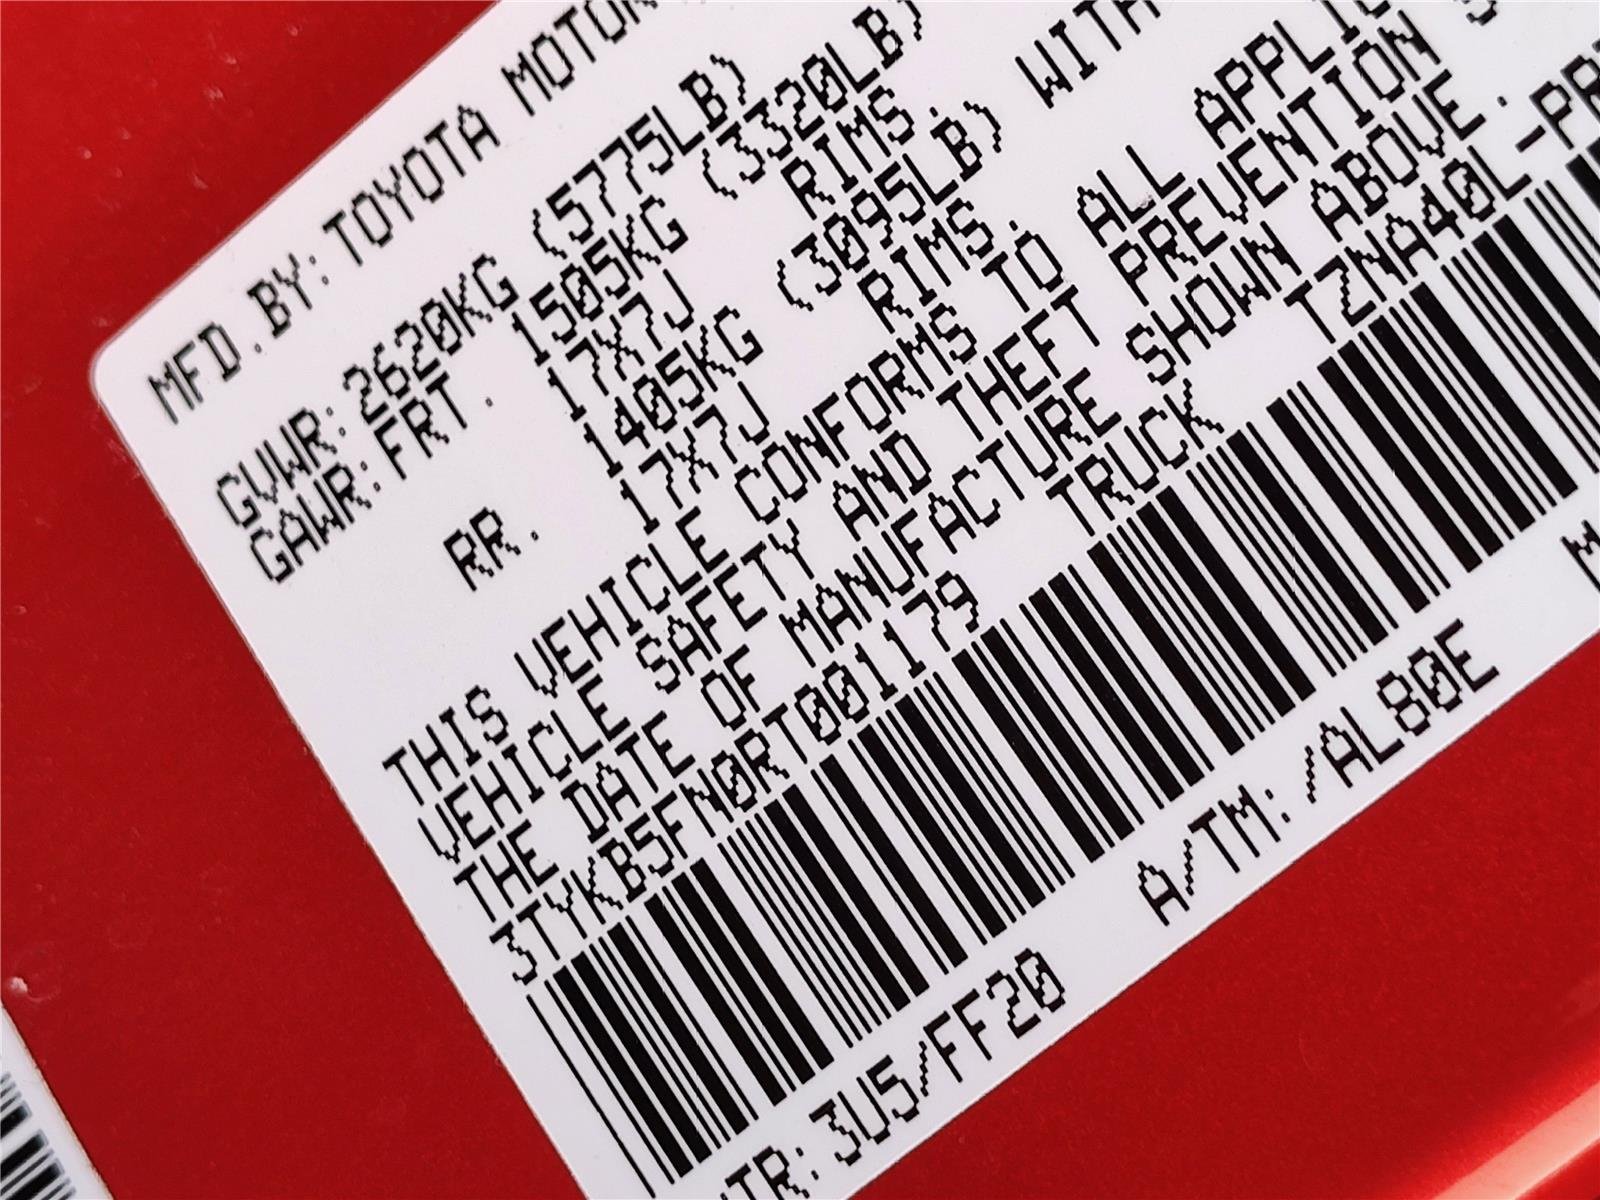 MFD.BY:TOYOTA MOTOR
GVWR:2620KG (5775LB)
GAWR:FRT. 1505KG (3320LB) WITH
17X7J RIMS.
RR. 1405KG (3095LB)
17X7J RIMS.
THIS VEHICLE CONFORMS TO ALL
VEHICLE SAFETY AND THEFT PREVENTION
THE DATE OF MANUFACTURE SHOWN ABOVE.
3TYKB5FN0RT001179 TRUCK TZNA40L-PR
TR:3U5/FF20 A/TM:/AL80E M